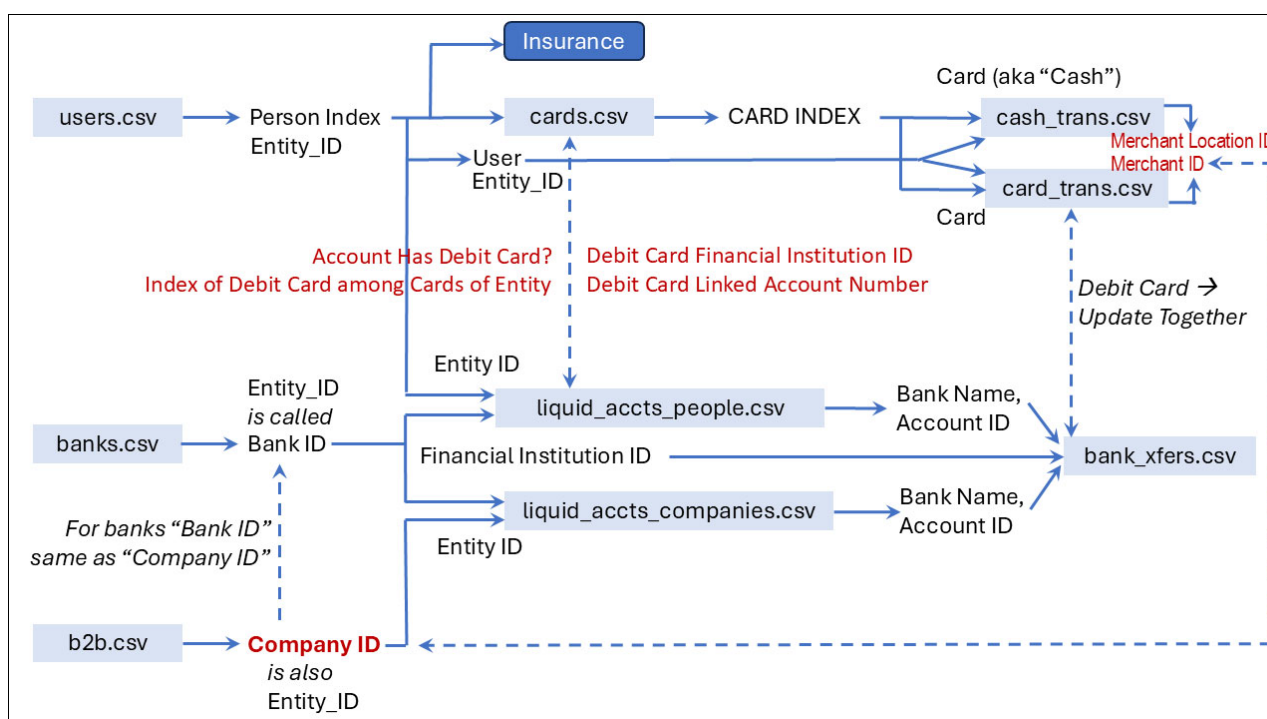 Insurance
Card (aka “Cash”)
users.csv
Person Index
Entity_ID
cards.csv
CARD INDEX
cash_trans.csv
Merchant Location ID
Merchant ID
User
Entity_ID
card_trans.csv
Card
Account Has Debit Card?
Index of Debit Card among Cards of Entity
Debit Card Financial Institution ID
Debit Card Linked Account Number
Debit Card →
Update Together
Entity ID
Entity_ID
is called
Bank ID
banks.csv
liquid_accts_people.csv
Bank Name,
Account ID
Financial Institution ID
bank_xfers.csv
liquid_accts_companies.csv
Bank Name,
Account ID
Entity ID
For banks “Bank ID”
same as “Company ID”
b2b.csv
Company ID
is also
Entity_ID